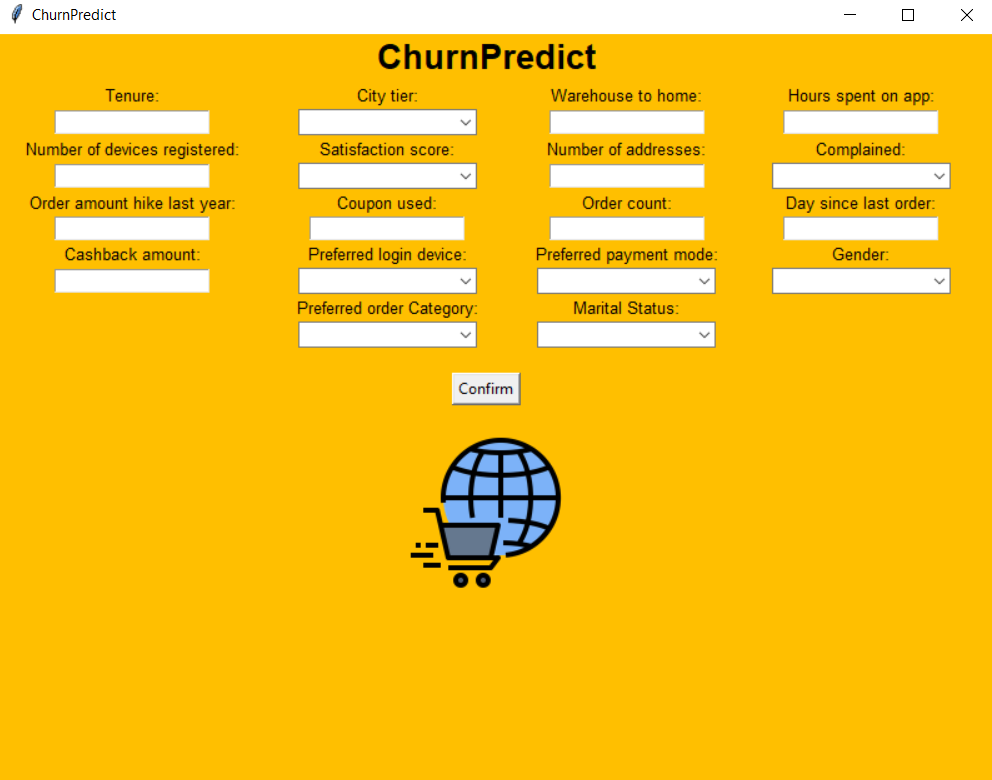 ChurnPredict
ChurnPredict
Tenure: City tier: Warehouse to home: Hours spent on app:
Number of devices registered: Satisfaction score: Number of addresses: Complained:
Order amount hike last year: Coupon used: Order count: Day since last order:
Cashback amount: Preferred login device: Preferred payment mode: Gender:
Preferred order Category: Marital Status:
Confirm